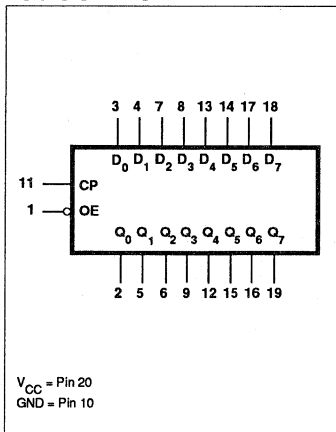 3 4 7 8 13 14 17 18
D0 D1 D2 D3 D4 D5 D6 D7
11 CP
1 OE
Q0 Q1 Q2 Q3 Q4 Q5 Q6 Q7
2 5 6 9 12 15 16 19
VCC = Pin 20
GND = Pin 10